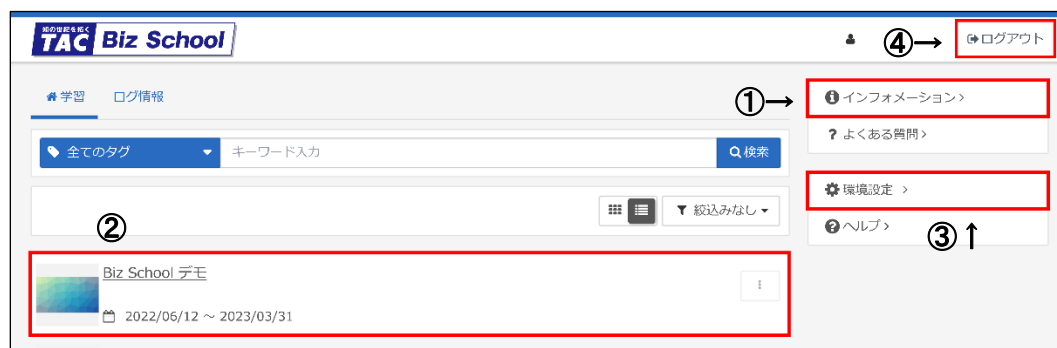 知の世紀を拓く
TAC Biz School
④→ ログアウト
学習 ログ情報
①→ インフォメーション >
? よくある質問 >
全てのタグ キーワード入力 検索
環境設定 >
絞込みなし
② ③↑
ヘルプ >
Biz School デモ
2022/06/12 ～ 2023/03/31